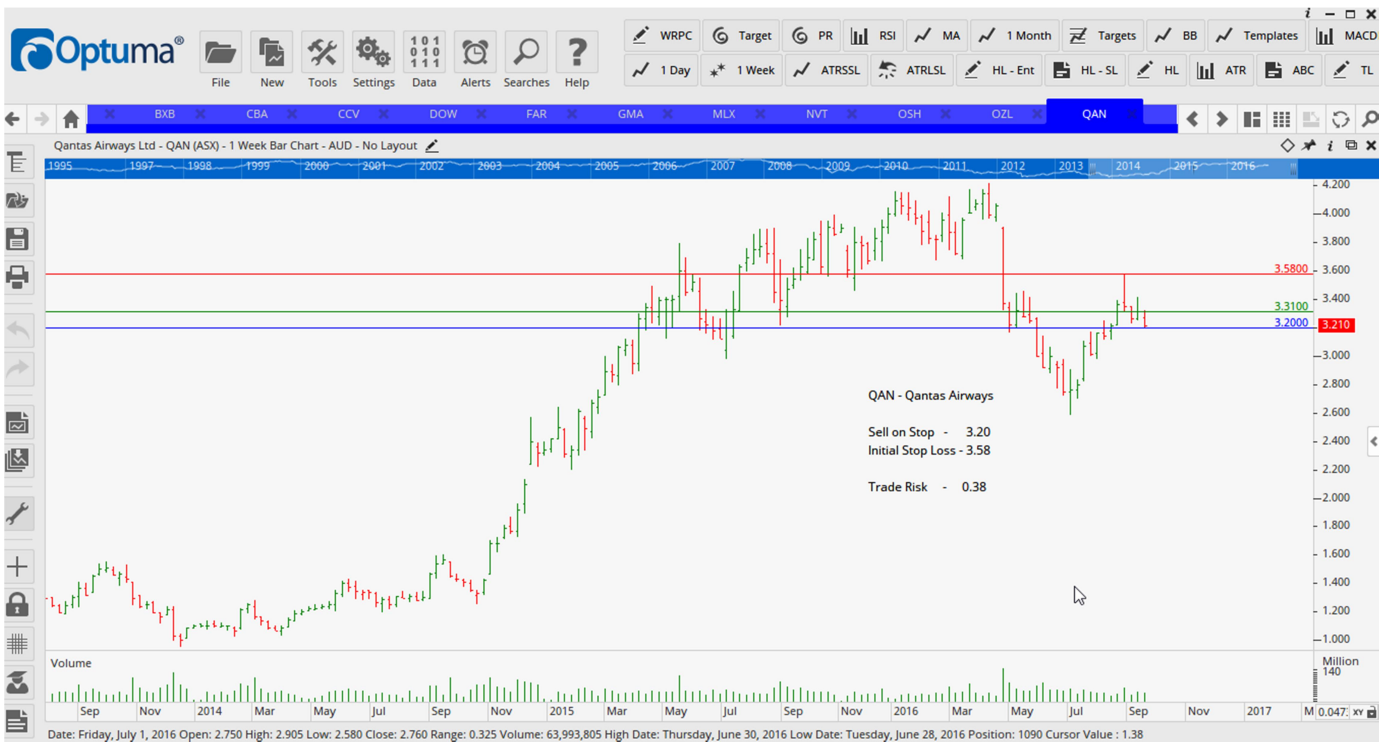 i
Optuma®
File New Tools Settings Data Alerts Searches Help
WRPC Target PR RSI MA 1 Month Targets BB Templates MACD
1 Day 1 Week ATRSSL ATRLSL HL - Ent HL - SL HL ATR ABC TL
BXB CBA CCV DOW FAR GMA MLX NVT OSH OZL QAN
Qantas Airways Ltd - QAN (ASX) - 1 Week Bar Chart - AUD - No Layout
1995 1997 1998 1999 2000 2001 2002 2003 2004 2005 2006 2007 2008 2009 2010 2011 2012 2013 2014 2015 2016
4.200
4.000
3.800
3.5800 3.600
3.400
3.3100
3.2000 3.210
3.000
2.800
QAN - Qantas Airways
2.600
Sell on Stop - 3.20
2.400
Initial Stop Loss - 3.58
2.200
Trade Risk - 0.38
2.000
1.800
1.600
1.400
1.200
1.000
Volume Million
140
Sep Nov 2014 Mar May Jul Sep Nov 2015 Mar May Jul Sep Nov 2016 Mar May Jul Sep Nov 2017 M 0.047: XY
Date: Friday, July 1, 2016 Open: 2.750 High: 2.905 Low: 2.580 Close: 2.760 Range: 0.325 Volume: 63,993,805 High Date: Thursday, June 30, 2016 Low Date: Tuesday, June 28, 2016 Position: 1090 Cursor Value : 1.38